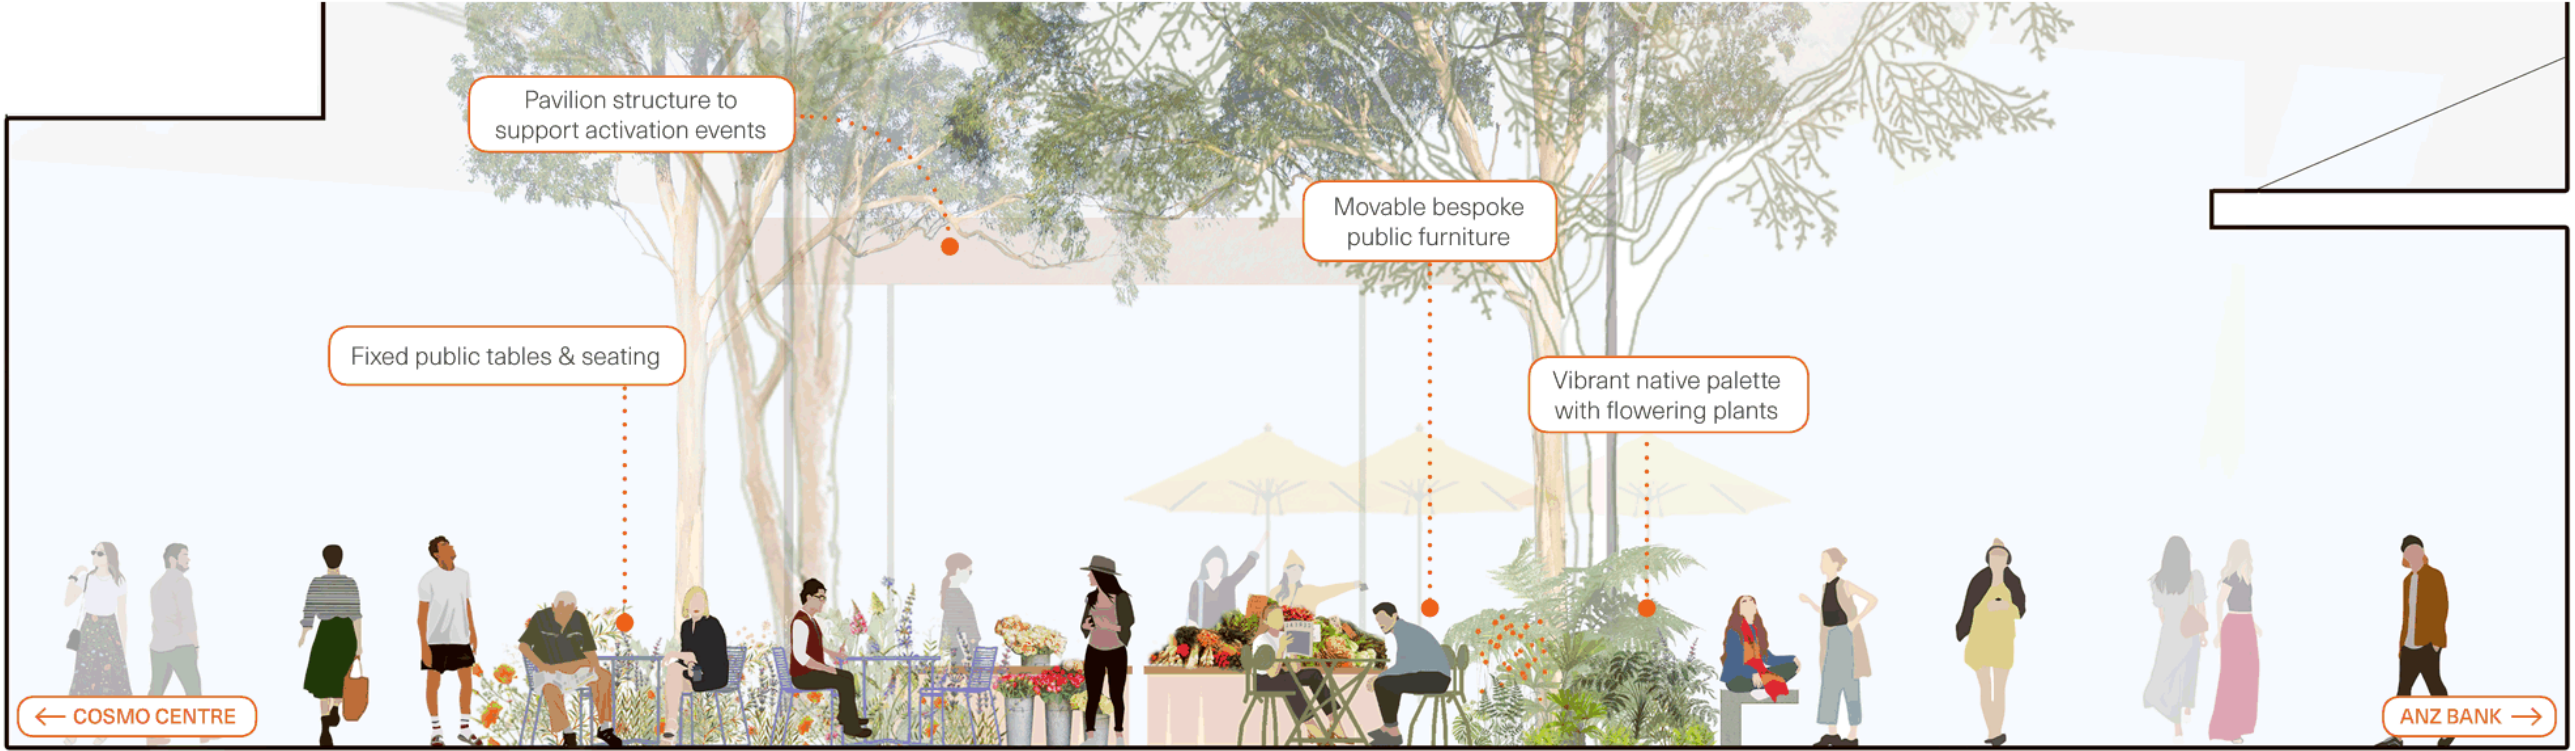 Pavilion structure to
support activation events
Movable bespoke
public furniture
Fixed public tables & seating
Vibrant native palette
with flowering plants
← COSMO CENTRE
ANZ BANK →